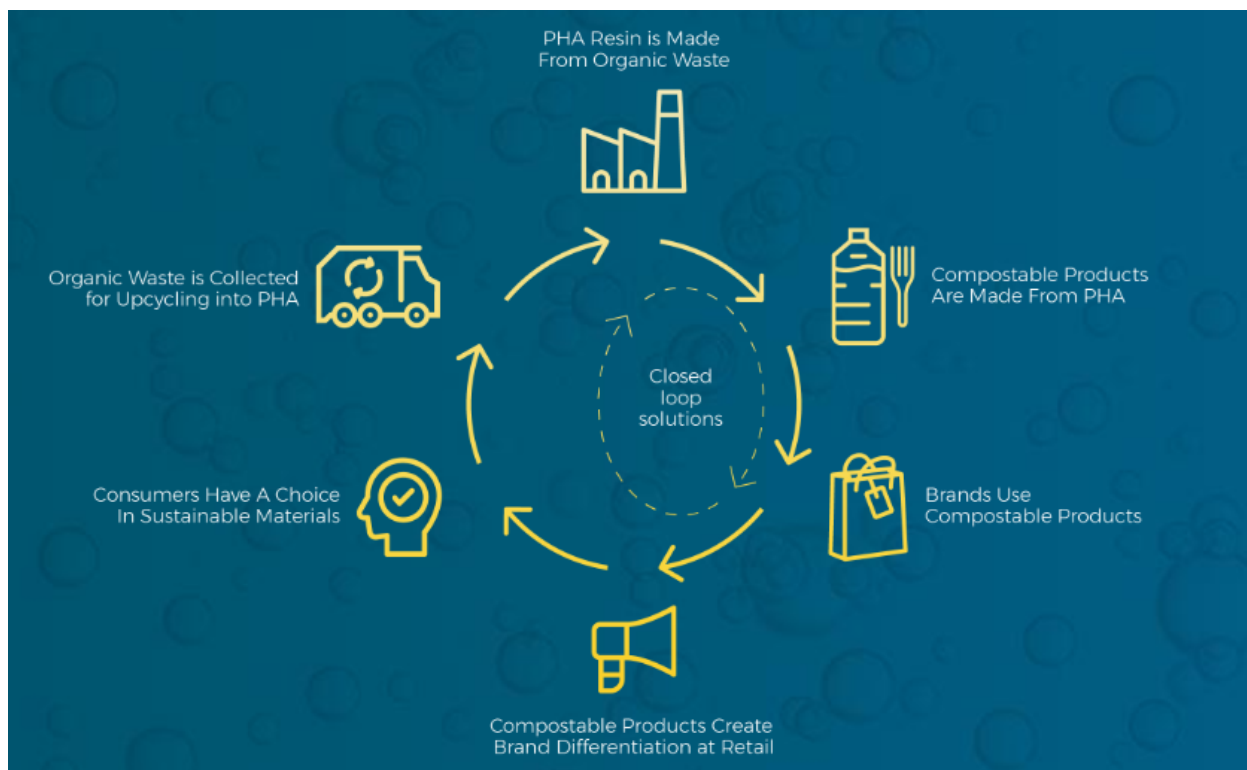 PHA Resin is Made
From Organic Waste
Compostable Products
Are Made From PHA
Brands Use
Compostable Products
Compostable Products Create
Brand Differentiation at Retail
Consumers Have A Choice
In Sustainable Materials
Organic Waste is Collected
for Upcycling into PHA
Closed
loop
solutions